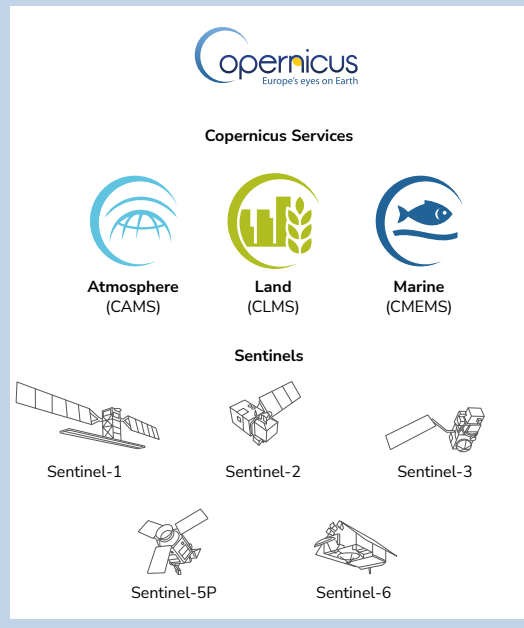 Copernicus
Europe's eyes on Earth
Copernicus Services
Atmosphere
(CAMS)
Land
(CLMS)
Marine
(CMEMS)
Sentinels
Sentinel-1
Sentinel-2
Sentinel-3
Sentinel-5P
Sentinel-6